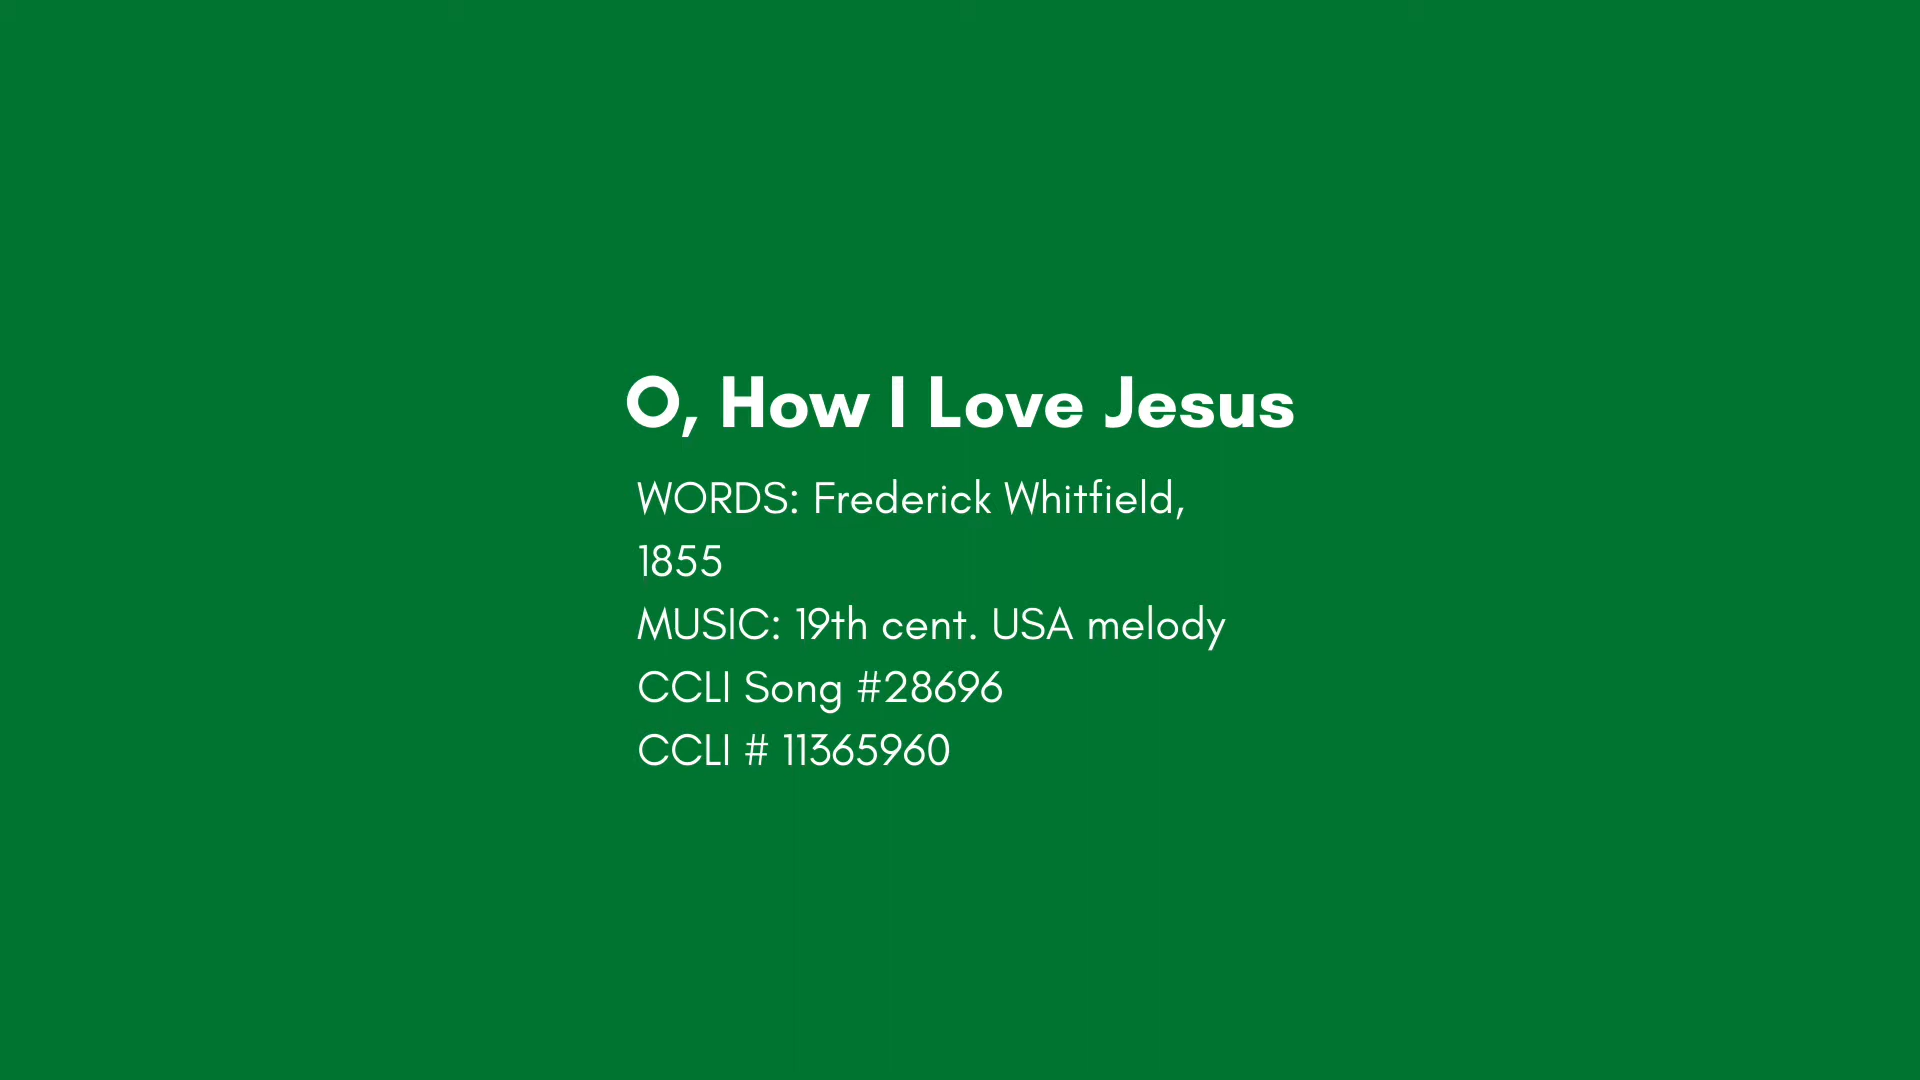 O, How I Love Jesus
WORDS: Frederick Whitfield,
1855
MUSIC: 19th cent. USA melody
CCLI Song #28696
CCLI # 11365960